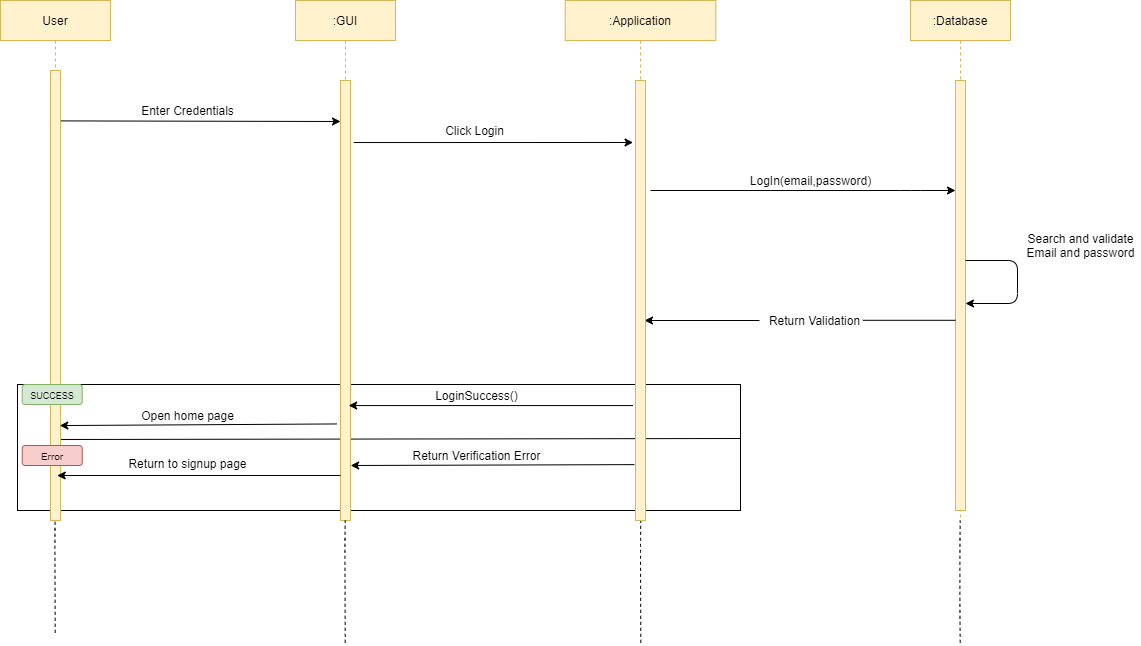 User
:GUI
:Application
:Database
Enter Credentials
Click Login
LogIn(email,password)
Search and validate
Email and password
Return Validation
SUCCESS
LoginSuccess()
Open home page
Error
Return Verification Error
Return to signup page